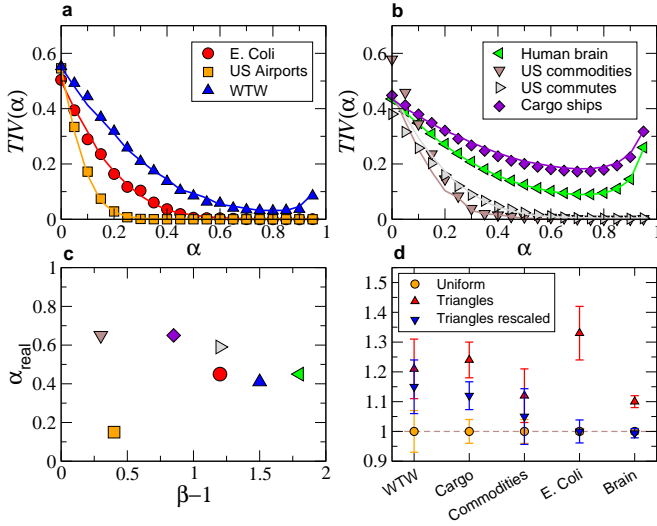 a
TIV(α)
0.6
0.4
0.2
0
0 0.2 0.4 0.6 0.8 1
α
E. Coli
US Airports
WTW
b
TIV(α)
0.6
0.4
0.2
0
0 0.2 0.4 0.6 0.8 1
α
Human brain
US commodities
US commutes
Cargo ships
c
α_real
1
0.8
0.6
0.4
0.2
0
0 0.5 1 1.5 2
β−1
d
1.5
1.4
1.3
1.2
1.1
1
0.9
Uniform
Triangles
Triangles rescaled
WTW
Cargo
Commodities
E. Coli
Brain